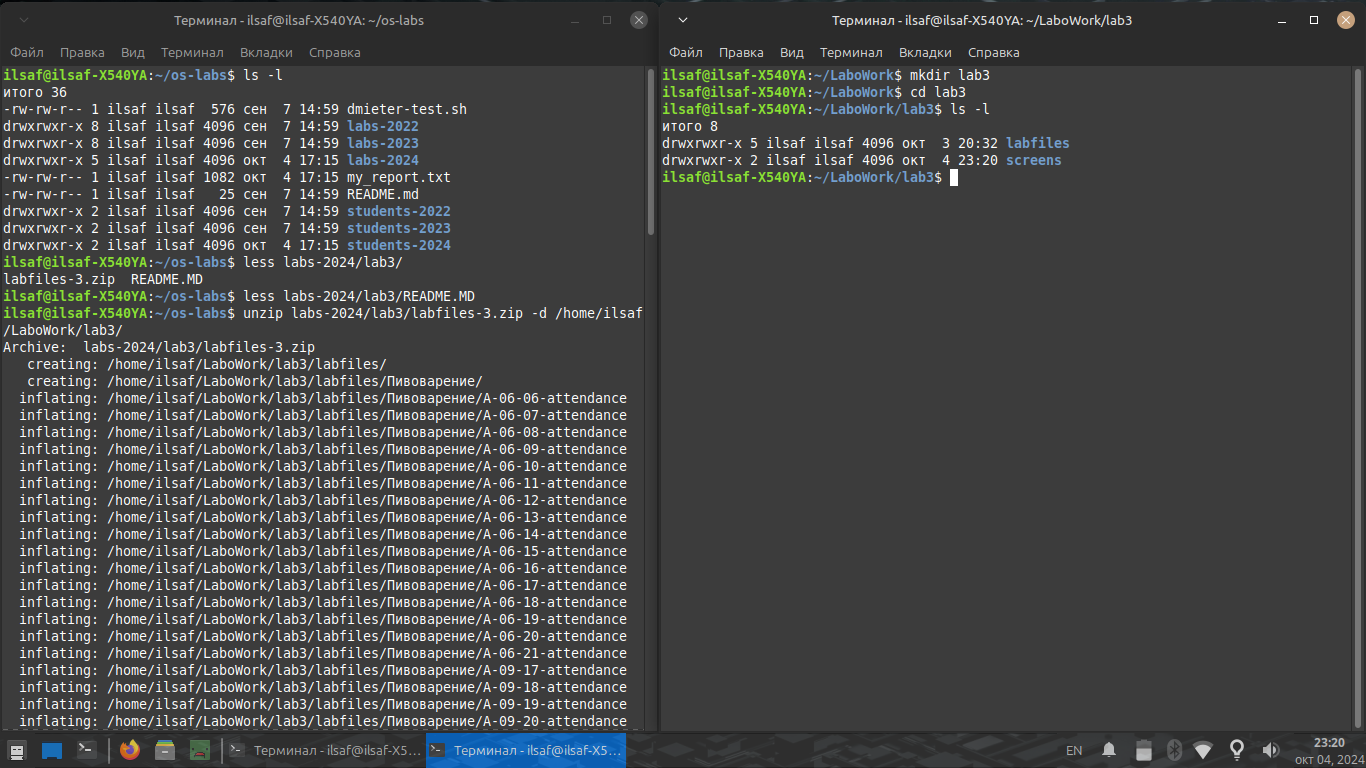 Терминал - ilsaf@ilsaf-X540YA: ~/os-labs
Файл Правка Вид Терминал Вкладки Справка
ilsaf@ilsaf-X540YA:~/os-labs$ ls -l
итого 36
-rw-rw-r-- 1 ilsaf ilsaf  576 сен  7 14:59 dmieter-test.sh
drwxrwxr-x 8 ilsaf ilsaf 4096 сен  7 14:59 labs-2022
drwxrwxr-x 8 ilsaf ilsaf 4096 сен  7 14:59 labs-2023
drwxrwxr-x 5 ilsaf ilsaf 4096 окт  4 17:15 labs-2024
-rw-rw-r-- 1 ilsaf ilsaf 1082 окт  4 17:15 my_report.txt
-rw-rw-r-- 1 ilsaf ilsaf   25 сен  7 14:59 README.md
drwxrwxr-x 2 ilsaf ilsaf 4096 сен  7 14:59 students-2022
drwxrwxr-x 2 ilsaf ilsaf 4096 сен  7 14:59 students-2023
drwxrwxr-x 2 ilsaf ilsaf 4096 окт  4 17:15 students-2024
ilsaf@ilsaf-X540YA:~/os-labs$ less labs-2024/lab3/
labfiles-3.zip  README.MD
ilsaf@ilsaf-X540YA:~/os-labs$ less labs-2024/lab3/README.MD
ilsaf@ilsaf-X540YA:~/os-labs$ unzip labs-2024/lab3/labfiles-3.zip -d /home/ilsaf
/LaboWork/lab3/
Archive:  labs-2024/lab3/labfiles-3.zip
   creating: /home/ilsaf/LaboWork/lab3/labfiles/
   creating: /home/ilsaf/LaboWork/lab3/labfiles/Пивоварение/
  inflating: /home/ilsaf/LaboWork/lab3/labfiles/Пивоварение/A-06-06-attendance
  inflating: /home/ilsaf/LaboWork/lab3/labfiles/Пивоварение/A-06-07-attendance
  inflating: /home/ilsaf/LaboWork/lab3/labfiles/Пивоварение/A-06-08-attendance
  inflating: /home/ilsaf/LaboWork/lab3/labfiles/Пивоварение/A-06-09-attendance
  inflating: /home/ilsaf/LaboWork/lab3/labfiles/Пивоварение/A-06-10-attendance
  inflating: /home/ilsaf/LaboWork/lab3/labfiles/Пивоварение/A-06-11-attendance
  inflating: /home/ilsaf/LaboWork/lab3/labfiles/Пивоварение/A-06-12-attendance
  inflating: /home/ilsaf/LaboWork/lab3/labfiles/Пивоварение/A-06-13-attendance
  inflating: /home/ilsaf/LaboWork/lab3/labfiles/Пивоварение/A-06-14-attendance
  inflating: /home/ilsaf/LaboWork/lab3/labfiles/Пивоварение/A-06-15-attendance
  inflating: /home/ilsaf/LaboWork/lab3/labfiles/Пивоварение/A-06-16-attendance
  inflating: /home/ilsaf/LaboWork/lab3/labfiles/Пивоварение/A-06-17-attendance
  inflating: /home/ilsaf/LaboWork/lab3/labfiles/Пивоварение/A-06-18-attendance
  inflating: /home/ilsaf/LaboWork/lab3/labfiles/Пивоварение/A-06-19-attendance
  inflating: /home/ilsaf/LaboWork/lab3/labfiles/Пивоварение/A-06-20-attendance
  inflating: /home/ilsaf/LaboWork/lab3/labfiles/Пивоварение/A-06-21-attendance
  inflating: /home/ilsaf/LaboWork/lab3/labfiles/Пивоварение/A-09-17-attendance
  inflating: /home/ilsaf/LaboWork/lab3/labfiles/Пивоварение/A-09-18-attendance
  inflating: /home/ilsaf/LaboWork/lab3/labfiles/Пивоварение/A-09-19-attendance
  inflating: /home/ilsaf/LaboWork/lab3/labfiles/Пивоварение/A-09-20-attendance
Терминал - ilsaf@ilsaf-X540YA: ~/LaboWork/lab3
Файл Правка Вид Терминал Вкладки Справка
ilsaf@ilsaf-X540YA:~/LaboWork$ mkdir lab3
ilsaf@ilsaf-X540YA:~/LaboWork$ cd lab3
ilsaf@ilsaf-X540YA:~/LaboWork/lab3$ ls -l
итого 8
drwxrwxr-x 5 ilsaf ilsaf 4096 окт  3 20:32 labfiles
drwxrwxr-x 2 ilsaf ilsaf 4096 окт  4 23:20 screens
ilsaf@ilsaf-X540YA:~/LaboWork/lab3$
Терминал - ilsaf@ilsaf-X5...
Терминал - ilsaf@ilsaf-X5...
EN
23:20
окт 04, 2024